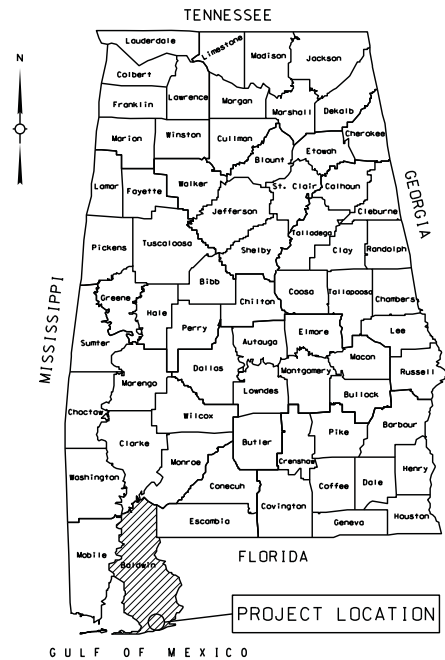 TENNESSEE
Lauderdale
Limestone
Madison
Jackson
Colbert
Lawrence
Franklin
Morgan
Marshall
Dekalb
N
Marion
Winston
Cullman
Cherokee
Etowah
Blount
Lamar
Fayette
Walker
St. Clair
Calhoun
GEORGIA
Jefferson
Cleburne
Talladega
Pickens
Tuscaloosa
Shelby
Clay
Randolph
MISSISSIPPI
Bibb
Greene
Hale
Chilton
Coosa
Tallapoosa
Chambers
Perry
Sumter
Autauga
Elmore
Lee
Dallas
Macon
Marengo
Montgomery
Russell
Lowndes
Bullock
Choctaw
Wilcox
Barbour
Clarke
Butler
Pike
Monroe
Crenshaw
Washington
Conecuh
Coffee
Dale
Henry
Covington
Escambia
Geneva
Houston
Mobile
Baldwin
FLORIDA
PROJECT LOCATION
GULF OF MEXICO